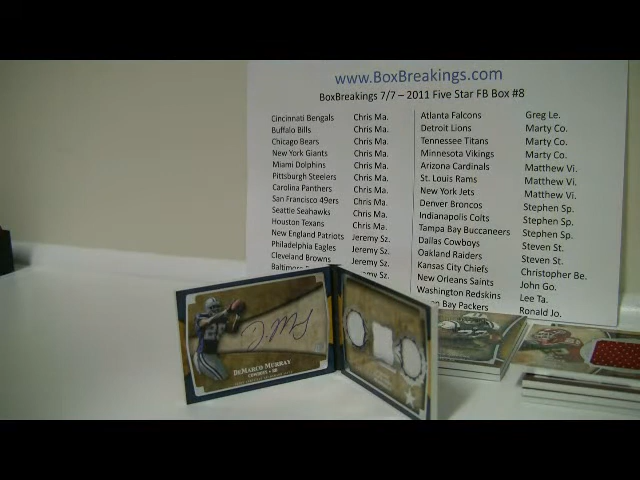 www.BoxBreakings.com
BoxBreakings 7/7 – 2011 Five Star FB Box #8
Cincinnati Bengals Chris Ma.
Buffalo Bills Chris Ma.
Chicago Bears Chris Ma.
New York Giants Chris Ma.
Miami Dolphins Chris Ma.
Pittsburgh Steelers Chris Ma.
Carolina Panthers Chris Ma.
San Francisco 49ers Chris Ma.
Seattle Seahawks Chris Ma.
Houston Texans Chris Ma.
New England Patriots Jeremy Sz.
Philadelphia Eagles Jeremy Sz.
Cleveland Browns Jeremy Sz.
Baltimore Sz.
Atlanta Falcons Greg Le.
Detroit Lions Marty Co.
Tennessee Titans Marty Co.
Minnesota Vikings Marty Co.
Arizona Cardinals Matthew Vi.
St. Louis Rams Matthew Vi.
New York Jets Matthew Vi.
Denver Broncos Stephen Sp.
Indianapolis Colts Stephen Sp.
Tampa Bay Buccaneers Stephen Sp.
Dallas Cowboys Steven St.
Oakland Raiders Steven St.
Kansas City Chiefs Christopher Be.
New Orleans Saints John Go.
Washington Redskins Lee Ta.
Bay Packers Ronald Jo.
DeMarco Murray
Cowboys • RB